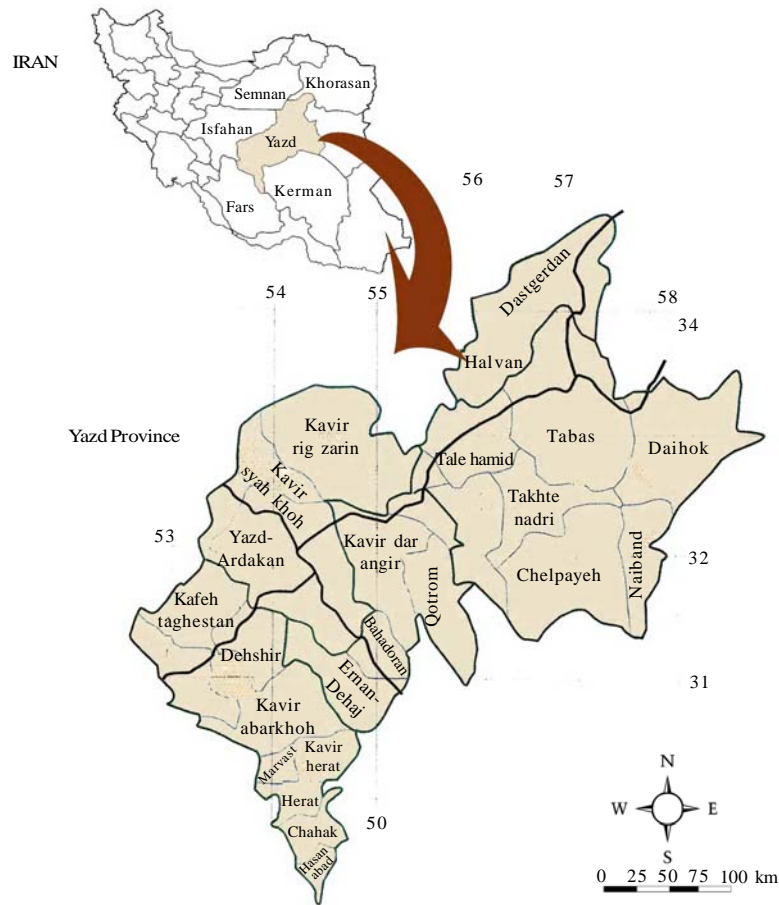 IRAN
Khorasan
Semnan
Isfahan
Yazd
Kerman
Fars
56
57
54
55
58
34
Dastgerdan
Halvan
Yazd Province
Kavir
rig zarin
Tabas
Daihok
Tale hamid
Kavir
syah khoh
Takhte
nadri
53
Yazd-
Ardakan
Kavir dar
angir
32
Chelpayeh
Naiband
Qotrom
Kafeh
taghestan
Bahadoran
Dehshir
Ernan-
Dehaj
31
Kavir
abarkhoh
Marvast
Kavir
herat
Herat
50
Chahak
Hasan
abad
N
W
E
S
0 25 50 75 100 km